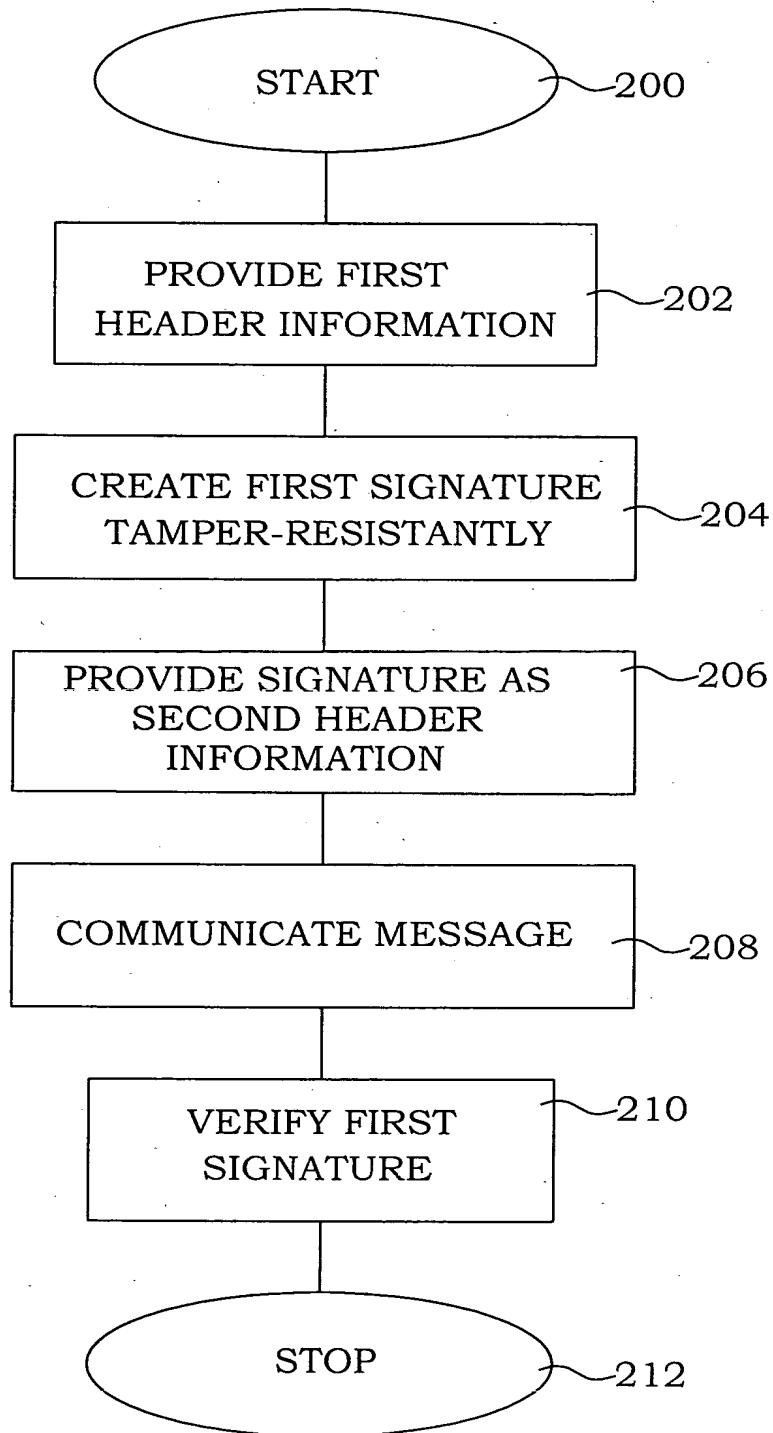 START
200
PROVIDE FIRST
HEADER INFORMATION
202
CREATE FIRST SIGNATURE
TAMPER-RESISTANTLY
204
PROVIDE SIGNATURE AS
SECOND HEADER
INFORMATION
206
COMMUNICATE MESSAGE
208
VERIFY FIRST
SIGNATURE
210
STOP
212